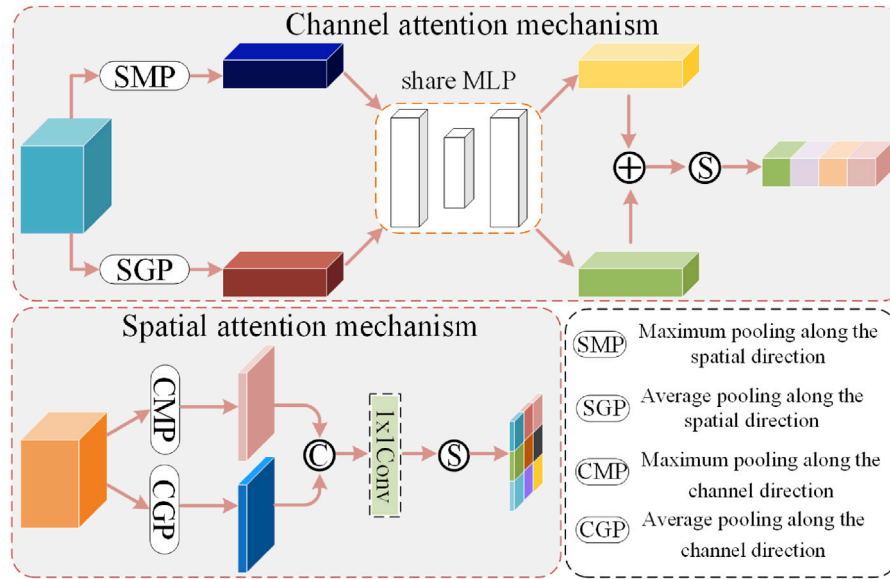 Channel attention mechanism
SMP
share MLP
S
SGP
Spatial attention mechanism
CMP
CGP
C
1x1Conv
S
SMP
Maximum pooling along the
spatial direction
SGP
Average pooling along the
spatial direction
CMP
Maximum pooling along the
channel direction
CGP
Average pooling along the
channel direction